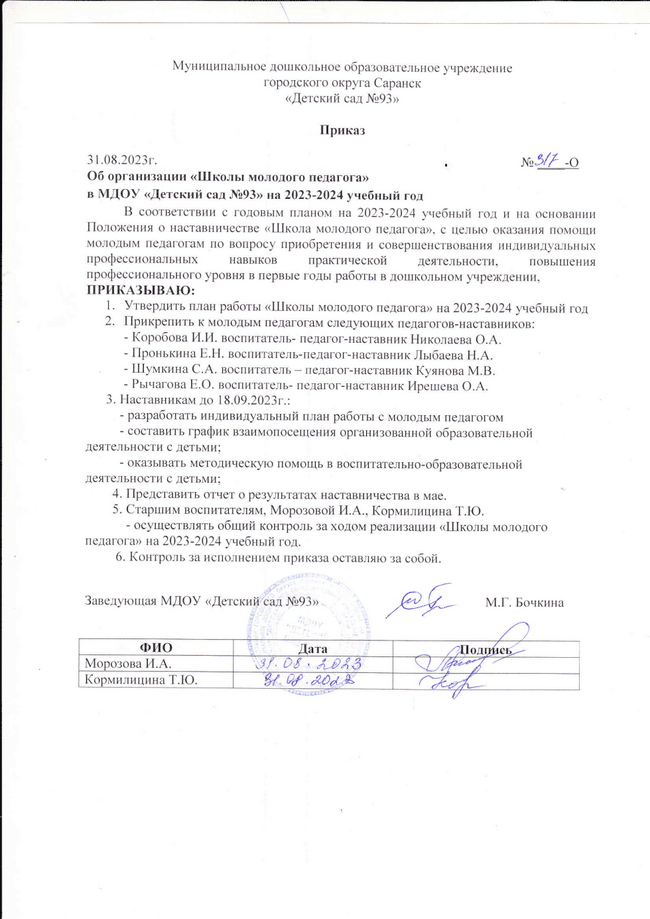 Муниципальное дошкольное образовательное учреждение
городского округа Саранск
«Детский сад №93»
Приказ
31.08.2023г. № 317 -О
Об организации «Школы молодого педагога»
в МДОУ «Детский сад №93» на 2023-2024 учебный год
В соответствии с годовым планом на 2023-2024 учебный год и на основании
Положения о наставничестве «Школа молодого педагога», с целью оказания помощи
молодым педагогам по вопросу приобретения и совершенствования индивидуальных
профессиональных навыков практической деятельности, повышения
профессионального уровня в первые годы работы в дошкольном учреждении,
ПРИКАЗЫВАЮ:
1. Утвердить план работы «Школы молодого педагога» на 2023-2024 учебный год
2. Прикрепить к молодым педагогам следующих педагогов-наставников:
- Коробова И.И. воспитатель- педагог-наставник Николаева О.А.
- Пронькина Е.Н. воспитатель-педагог-наставник Лыбаева Н.А.
- Шумкина С.А. воспитатель – педагог-наставник Куянова М.В.
- Рычагова Е.О. воспитатель- педагог-наставник Ирешева О.А.
3. Наставникам до 18.09.2023г.:
- разработать индивидуальный план работы с молодым педагогом
- составить график взаимопосещения организованной образовательной
деятельности с детьми;
- оказывать методическую помощь в воспитательно-образовательной
деятельности с детьми;
4. Представить отчет о результатах наставничества в мае.
5. Старшим воспитателям, Морозовой И.А., Кормилицина Т.Ю.
- осуществлять общий контроль за ходом реализации «Школы молодого
педагога» на 2023-2024 учебный год.
6. Контроль за исполнением приказа оставляю за собой.
Заведующая МДОУ «Детский сад №93» М.Г. Бочкина
ФИО Дата Подпись
Морозова И.А. 31.08.2023
Кормилицина Т.Ю. 31.08.2023